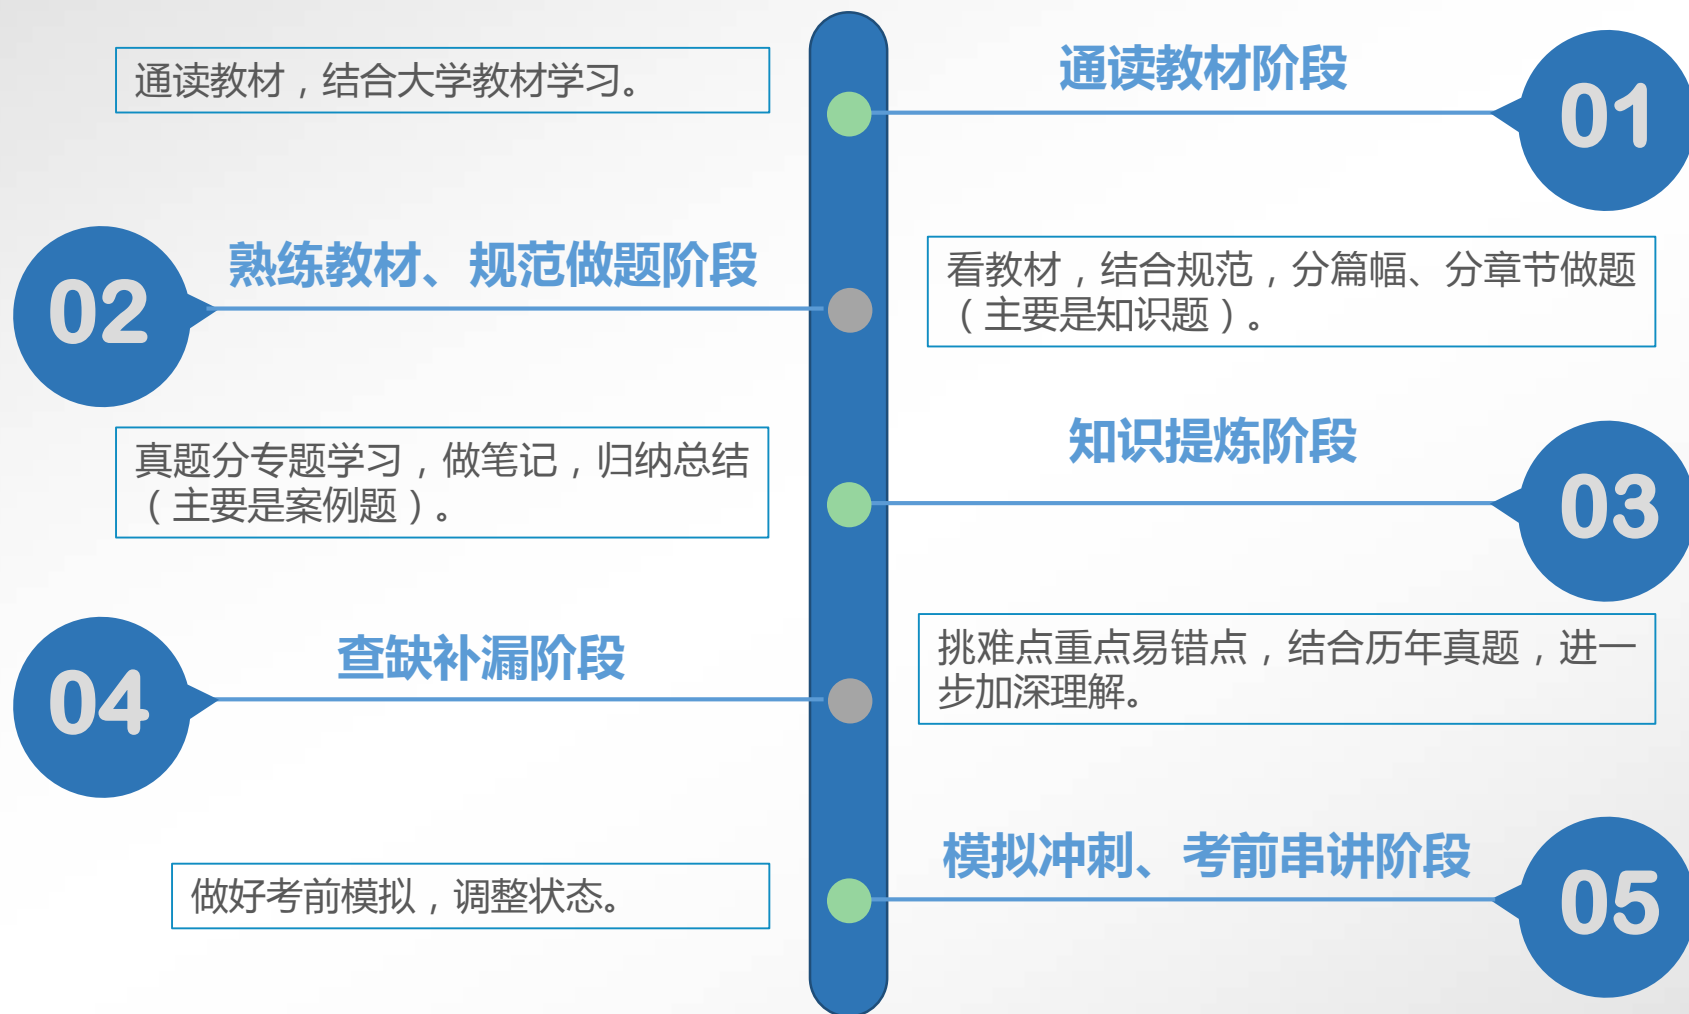 通读教材阶段
01
通读教材，结合大学教材学习。
02
熟练教材、规范做题阶段
看教材，结合规范，分篇幅、分章节做题
（主要是知识题）。
知识提炼阶段
03
真题分专题学习，做笔记，归纳总结
（主要是案例题）。
04
查缺补漏阶段
挑难点重点易错点，结合历年真题，进一
步加深理解。
模拟冲刺、考前串讲阶段
05
做好考前模拟，调整状态。